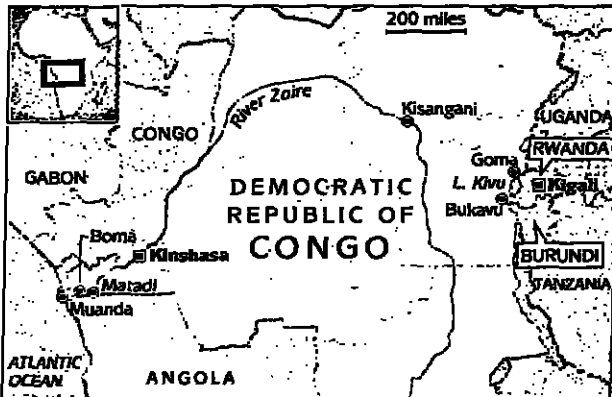 200 miles
River Zaire
Kisangani
UGANDA
CONGO
RWANDA
Goma
GABON
L. Kivu
Kigali
DEMOCRATIC
REPUBLIC OF
CONGO
Bukavu
Boma
Kinshasa
BURUNDI
Matadi
TANZANIA
Muanda
ATLANTIC
OCEAN
ANGOLA